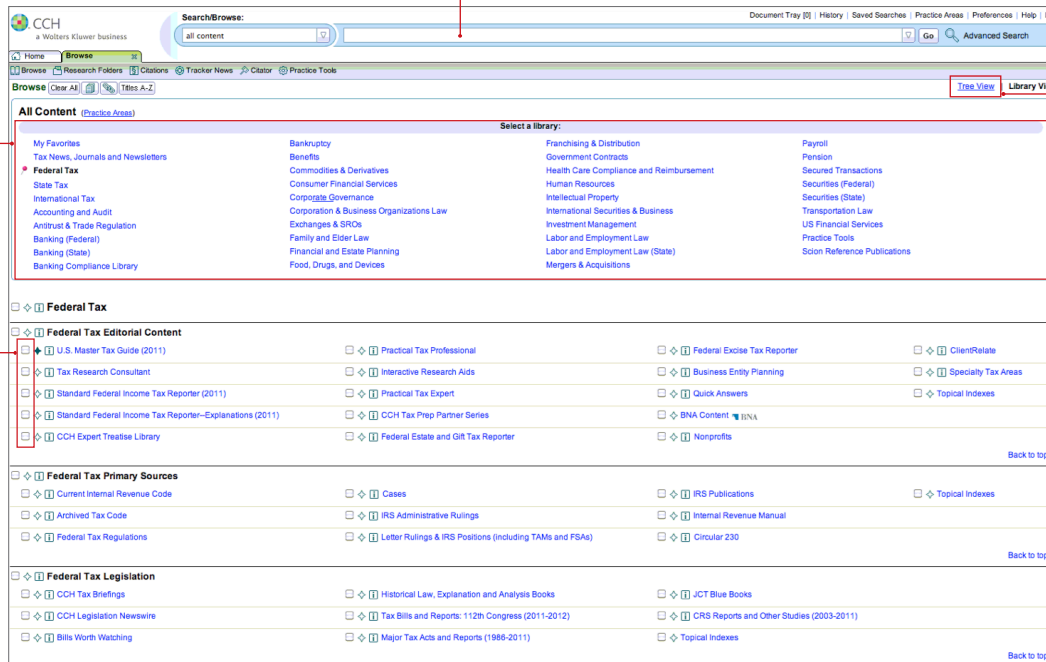 CCH
a Wolters Kluwer business
Search/Browse:
all content
Document Tray [0] | History | Saved Searches | Practice Areas | Preferences | Help |
Go
Advanced Search
Home
Browse
Browse Research Folders Citations Tracker News Citator Practice Tools
Browse Clear All Titles A-Z
Tree View | Library Vi
All Content (Practice Areas)
Select a library:
My Favorites Bankruptcy Franchising & Distribution Payroll
Tax News, Journals and Newsletters Benefits Government Contracts Pension
Federal Tax Commodities & Derivatives Health Care Compliance and Reimbursement Secured Transactions
State Tax Consumer Financial Services Human Resources Securities (Federal)
International Tax Corporate Governance Intellectual Property Securities (State)
Accounting and Audit Corporation & Business Organizations Law International Securities & Business Transportation Law
Antitrust & Trade Regulation Exchanges & SROs Investment Management US Financial Services
Banking (Federal) Family and Elder Law Labor and Employment Law Practice Tools
Banking (State) Financial and Estate Planning Labor and Employment Law (State) Scion Reference Publications
Banking Compliance Library Food, Drugs, and Devices Mergers & Acquisitions
Federal Tax
Federal Tax Editorial Content
U.S. Master Tax Guide (2011) Practical Tax Professional Federal Excise Tax Reporter ClientRelate
Tax Research Consultant Interactive Research Aids Business Entity Planning Specialty Tax Areas
Standard Federal Income Tax Reporter (2011) Practical Tax Expert Quick Answers Topical Indexes
Standard Federal Income Tax Reporter--Explanations (2011) CCH Tax Prep Partner Series BNA Content BNA
CCH Expert Treatise Library Federal Estate and Gift Tax Reporter Nonprofits
Back to top
Federal Tax Primary Sources
Current Internal Revenue Code Cases IRS Publications Topical Indexes
Archived Tax Code IRS Administrative Rulings Internal Revenue Manual
Federal Tax Regulations Letter Rulings & IRS Positions (including TAMs and FSAs) Circular 230
Back to top
Federal Tax Legislation
CCH Tax Briefings Historical Law, Explanation and Analysis Books JCT Blue Books
CCH Legislation Newswire Tax Bills and Reports: 112th Congress (2011-2012) CRS Reports and Other Studies (2003-2011)
Bills Worth Watching Major Tax Acts and Reports (1986-2011) Topical Indexes
Back to top